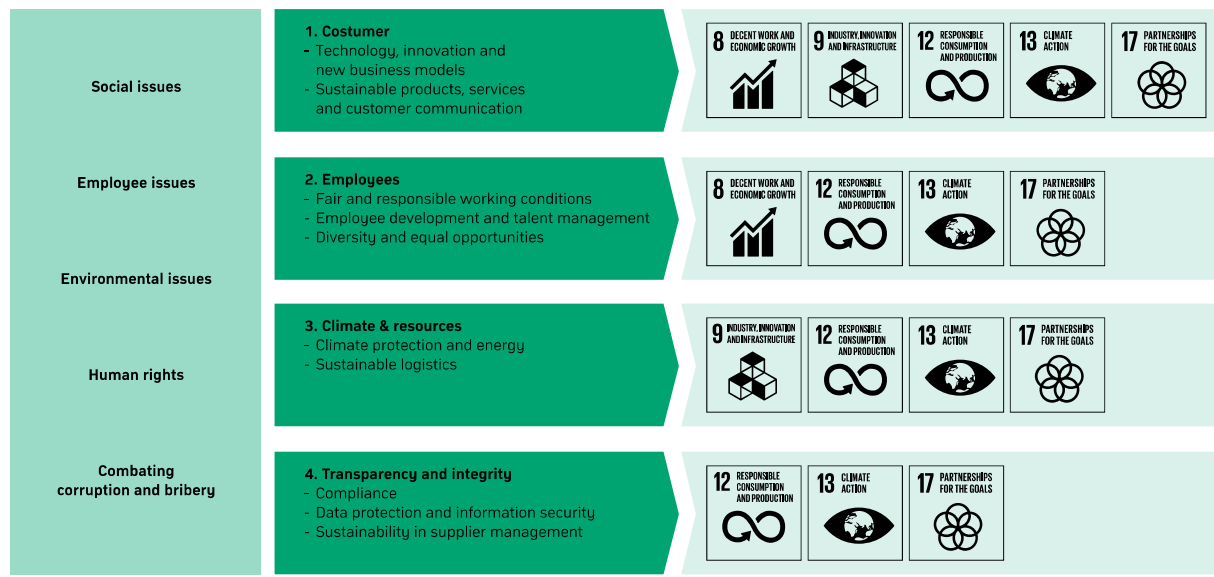 Social issues
Employee issues
Environmental issues
Human rights
Combating
corruption and bribery
1. Costumer
- Technology, innovation and
new business models
- Sustainable products, services
and customer communication
8 DECENT WORK AND
ECONOMIC GROWTH
9 INDUSTRY, INNOVATION
AND INFRASTRUCTURE
12 RESPONSIBLE
CONSUMPTION
AND PRODUCTION
13 CLIMATE
ACTION
17 PARTNERSHIPS
FOR THE GOALS
2. Employees
- Fair and responsible working conditions
- Employee development and talent management
- Diversity and equal opportunities
8 DECENT WORK AND
ECONOMIC GROWTH
12 RESPONSIBLE
CONSUMPTION
AND PRODUCTION
13 CLIMATE
ACTION
17 PARTNERSHIPS
FOR THE GOALS
3. Climate & resources
- Climate protection and energy
- Sustainable logistics
9 INDUSTRY, INNOVATION
AND INFRASTRUCTURE
12 RESPONSIBLE
CONSUMPTION
AND PRODUCTION
13 CLIMATE
ACTION
17 PARTNERSHIPS
FOR THE GOALS
4. Transparency and integrity
- Compliance
- Data protection and information security
- Sustainability in supplier management
12 RESPONSIBLE
CONSUMPTION
AND PRODUCTION
13 CLIMATE
ACTION
17 PARTNERSHIPS
FOR THE GOALS